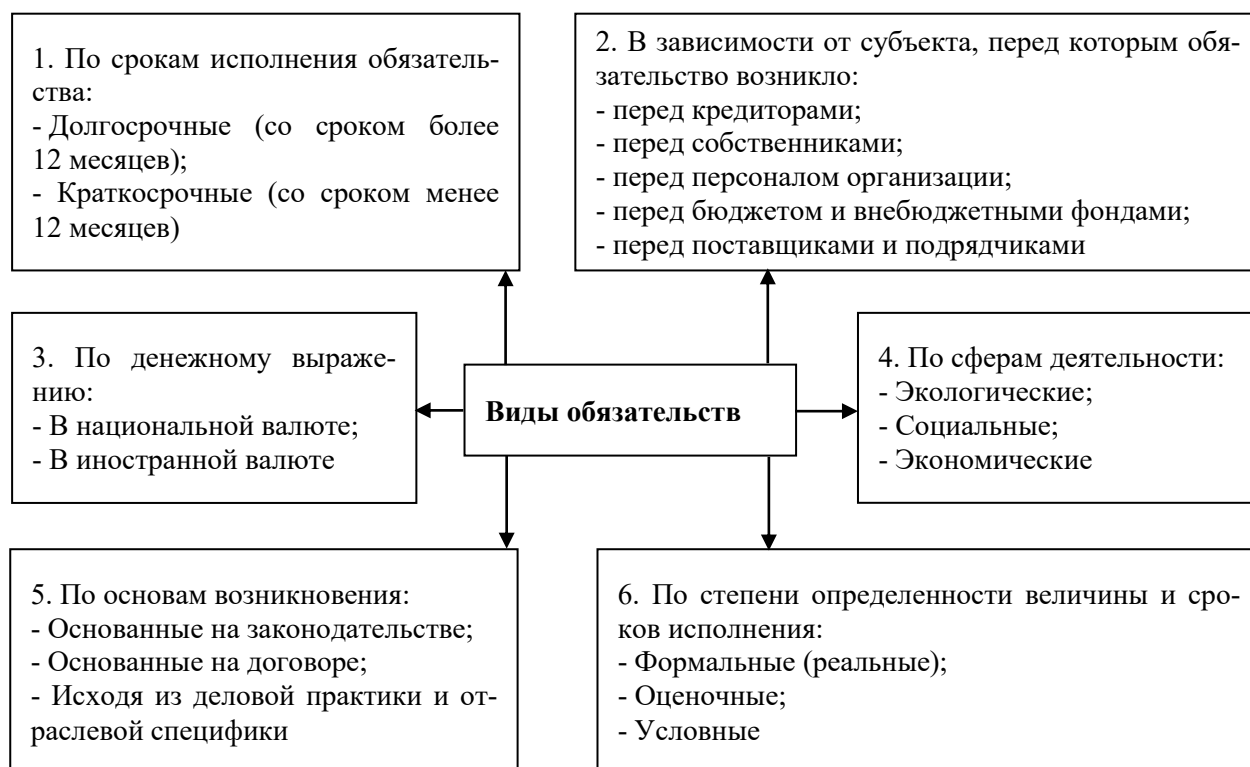 1. По срокам исполнения обязатель-
ства:
- Долгосрочные (со сроком более
12 месяцев);
- Краткосрочные (со сроком менее
12 месяцев)
2. В зависимости от субъекта, перед которым обя-
зательство возникло:
- перед кредиторами;
- перед собственниками;
- перед персоналом организации;
- перед бюджетом и внебюджетными фондами;
- перед поставщиками и подрядчиками
3. По денежному выраже-
нию:
- В национальной валюте;
- В иностранной валюте
Виды обязательств
4. По сферам деятельности:
- Экологические;
- Социальные;
- Экономические
5. По основам возникновения:
- Основанные на законодательстве;
- Основанные на договоре;
- Исходя из деловой практики и от-
раслевой специфики
6. По степени определенности величины и сро-
ков исполнения:
- Формальные (реальные);
- Оценочные;
- Условные